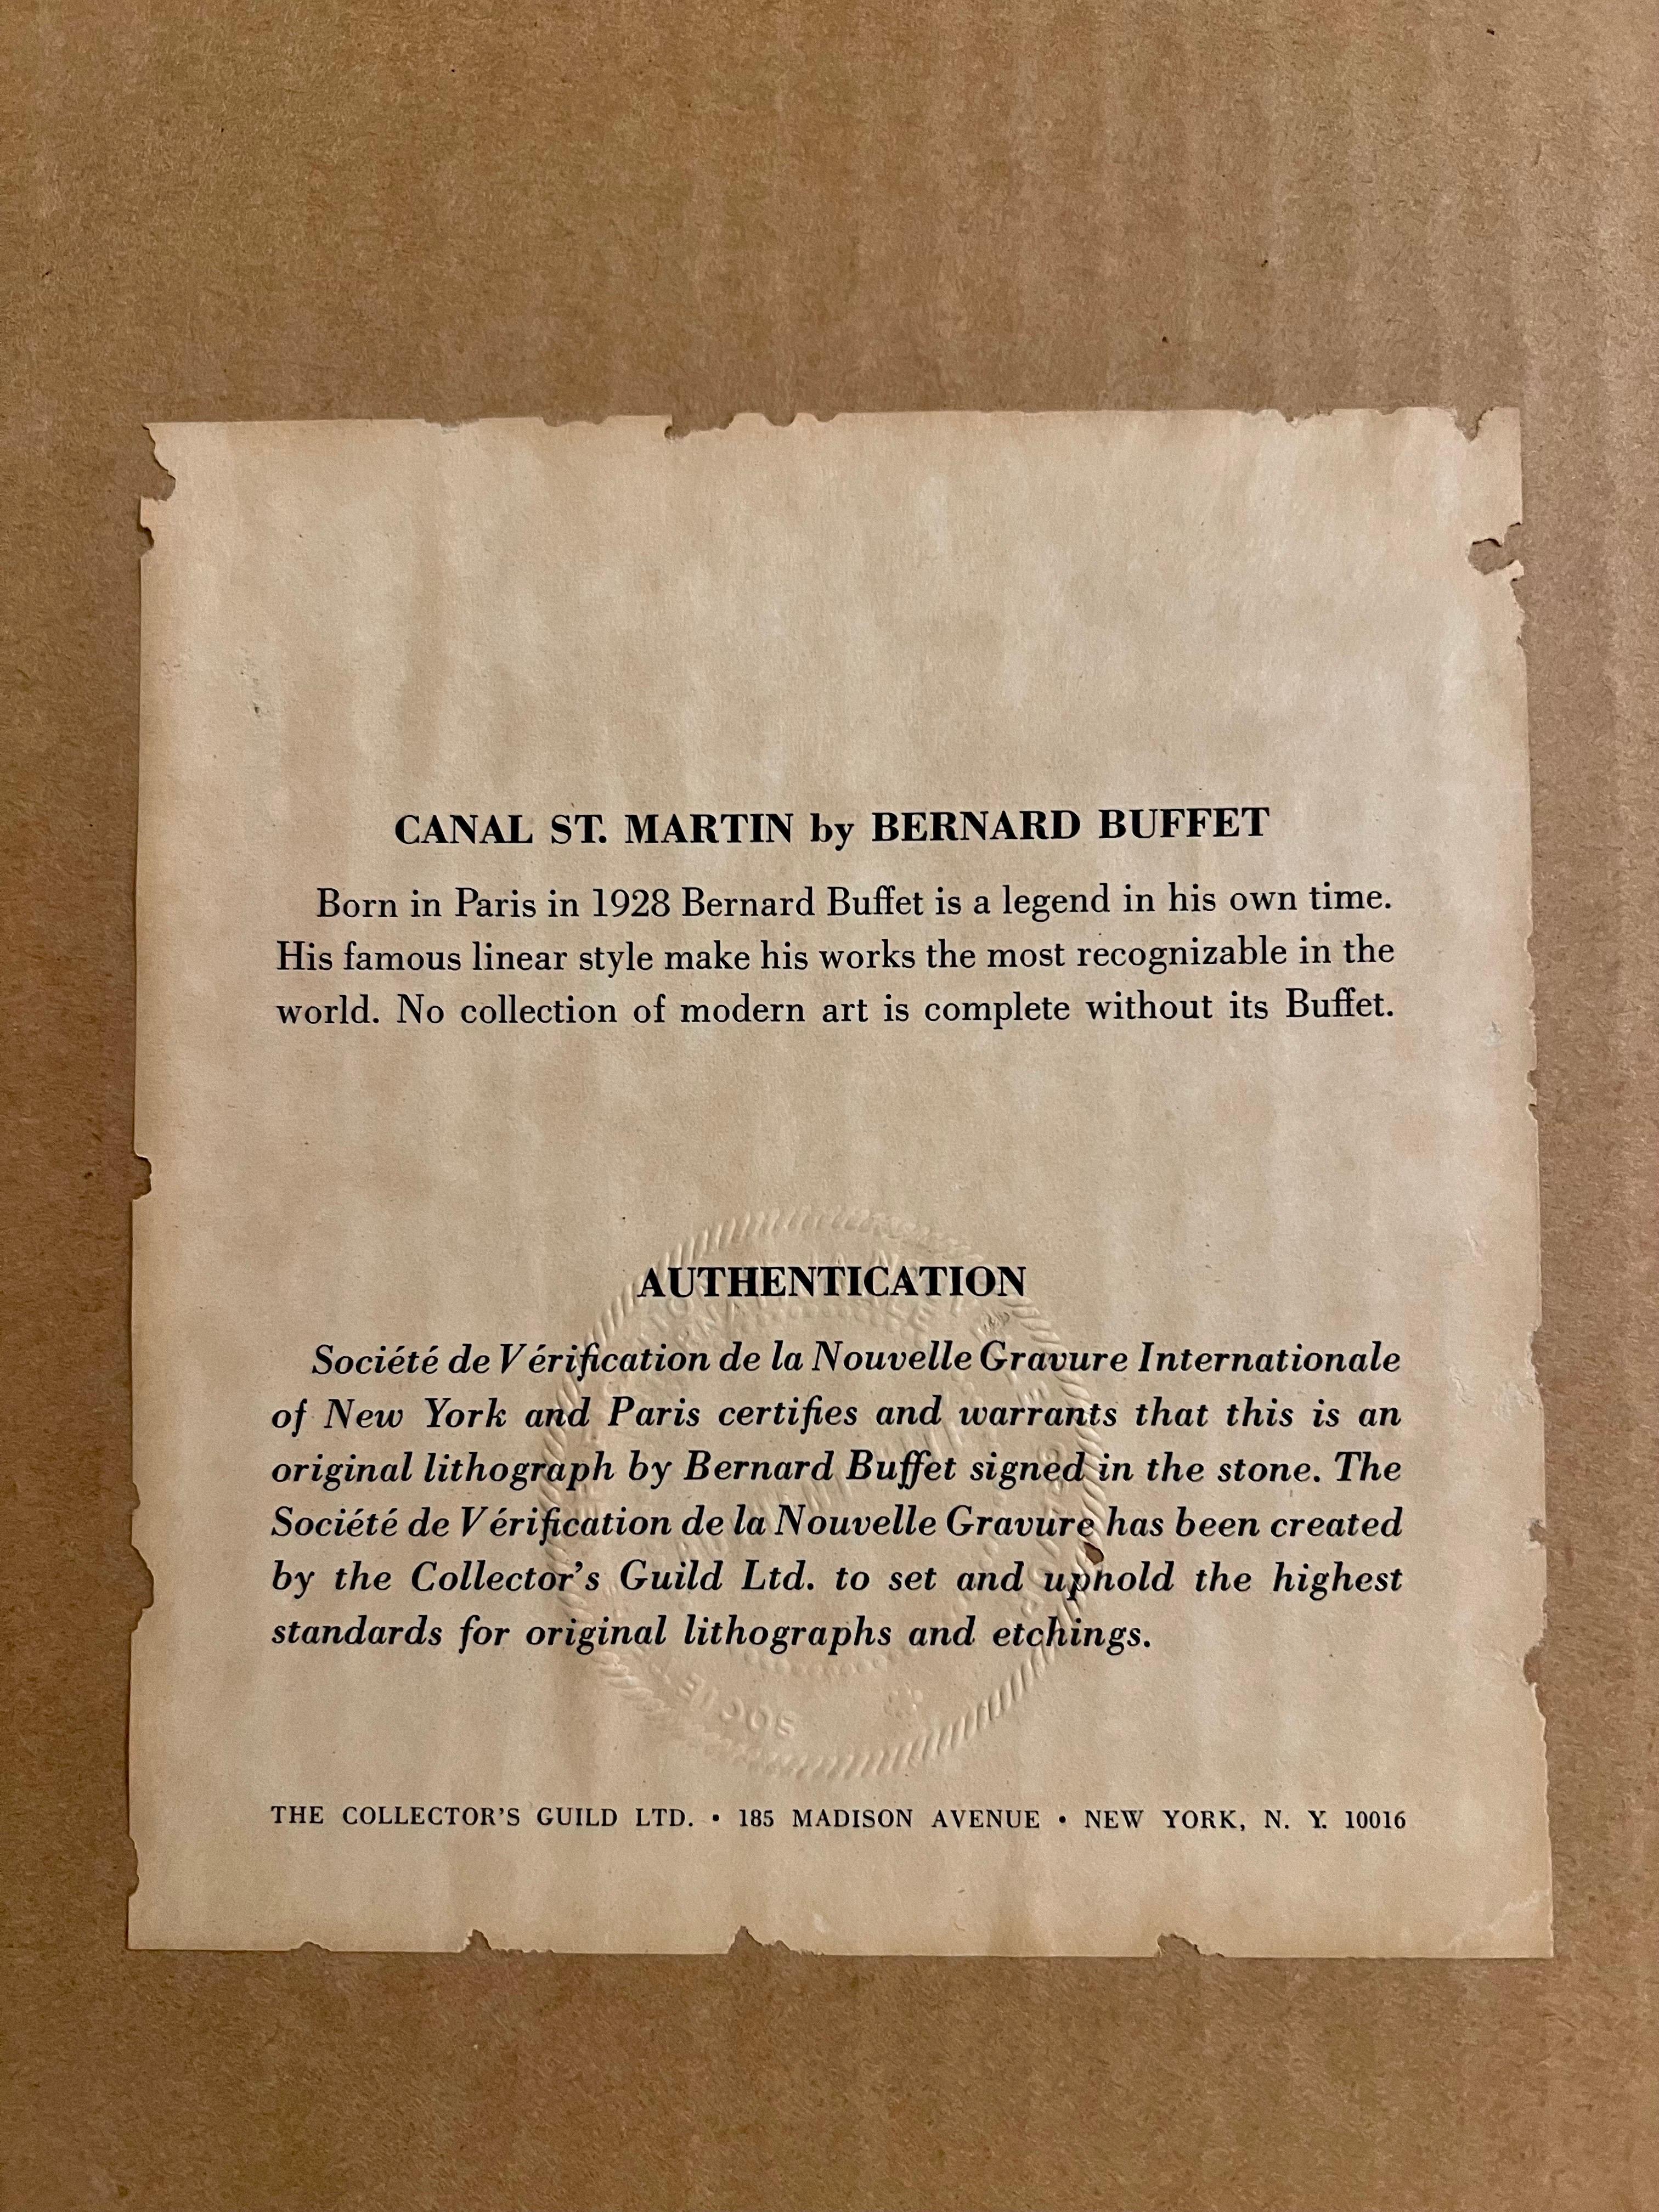 CANAL ST. MARTIN by BERNARD BUFFET
Born in Paris in 1928 Bernard Buffet is a legend in his own time.
His famous linear style make his works the most recognizable in the
world. No collection of modern art is complete without its Buffet.
AUTHENTICATION
Société de Vérification de la Nouvelle Gravure Internationale
of New York and Paris certifies and warrants that this is an
original lithograph by Bernard Buffet signed in the stone. The
Société de Vérification de la Nouvelle Gravure has been created
by the Collector's Guild Ltd. to set and uphold the highest
standards for original lithographs and etchings.
SOCIE
THE COLLECTOR'S GUILD LTD. • 185 MADISON AVENUE • NEW YORK, N. Y. 10016